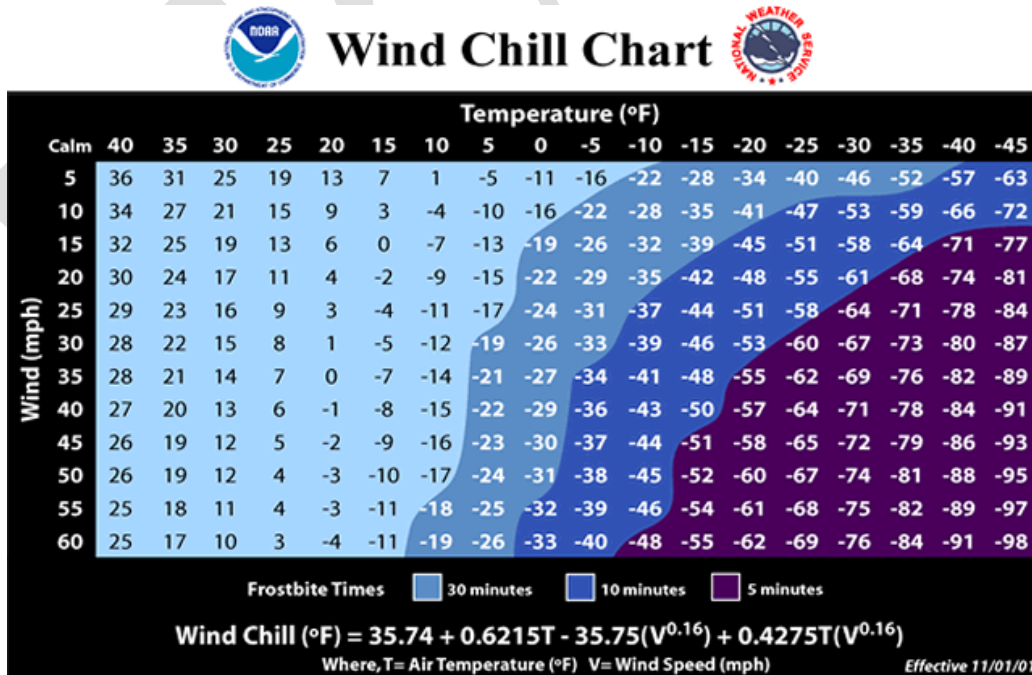 Wind Chill Chart
NOAA
NATIONAL WEATHER SERVICE
Temperature (ºF)
Calm 40 35 30 25 20 15 10 5 0 -5 -10 -15 -20 -25 -30 -35 -40 -45
5 36 31 25 19 13 7 1 -5 -11 -16 -22 -28 -34 -40 -46 -52 -57 -63
10 34 27 21 15 9 3 -4 -10 -16 -22 -28 -35 -41 -47 -53 -59 -66 -72
15 32 25 19 13 6 0 -7 -13 -19 -26 -32 -39 -45 -51 -58 -64 -71 -77
20 30 24 17 11 4 -2 -9 -15 -22 -29 -35 -42 -48 -55 -61 -68 -74 -81
25 29 23 16 9 3 -4 -11 -17 -24 -31 -37 -44 -51 -58 -64 -71 -78 -84
30 28 22 15 8 1 -5 -12 -19 -26 -33 -39 -46 -53 -60 -67 -73 -80 -87
35 28 21 14 7 0 -7 -14 -21 -27 -34 -41 -48 -55 -62 -69 -76 -82 -89
40 27 20 13 6 -1 -8 -15 -22 -29 -36 -43 -50 -57 -64 -71 -78 -84 -91
45 26 19 12 5 -2 -9 -16 -23 -30 -37 -44 -51 -58 -65 -72 -79 -86 -93
50 26 19 12 4 -3 -10 -17 -24 -31 -38 -45 -52 -60 -67 -74 -81 -88 -95
55 25 18 11 4 -3 -11 -18 -25 -32 -39 -46 -54 -61 -68 -75 -82 -89 -97
60 25 17 10 3 -4 -11 -19 -26 -33 -40 -48 -55 -62 -69 -76 -84 -91 -98
Wind (mph)
Frostbite Times 30 minutes 10 minutes 5 minutes
Wind Chill (ºF) = 35.74 + 0.6215T - 35.75(V0.16) + 0.4275T(V0.16)
Where, T= Air Temperature (ºF) V= Wind Speed (mph) Effective 11/01/01